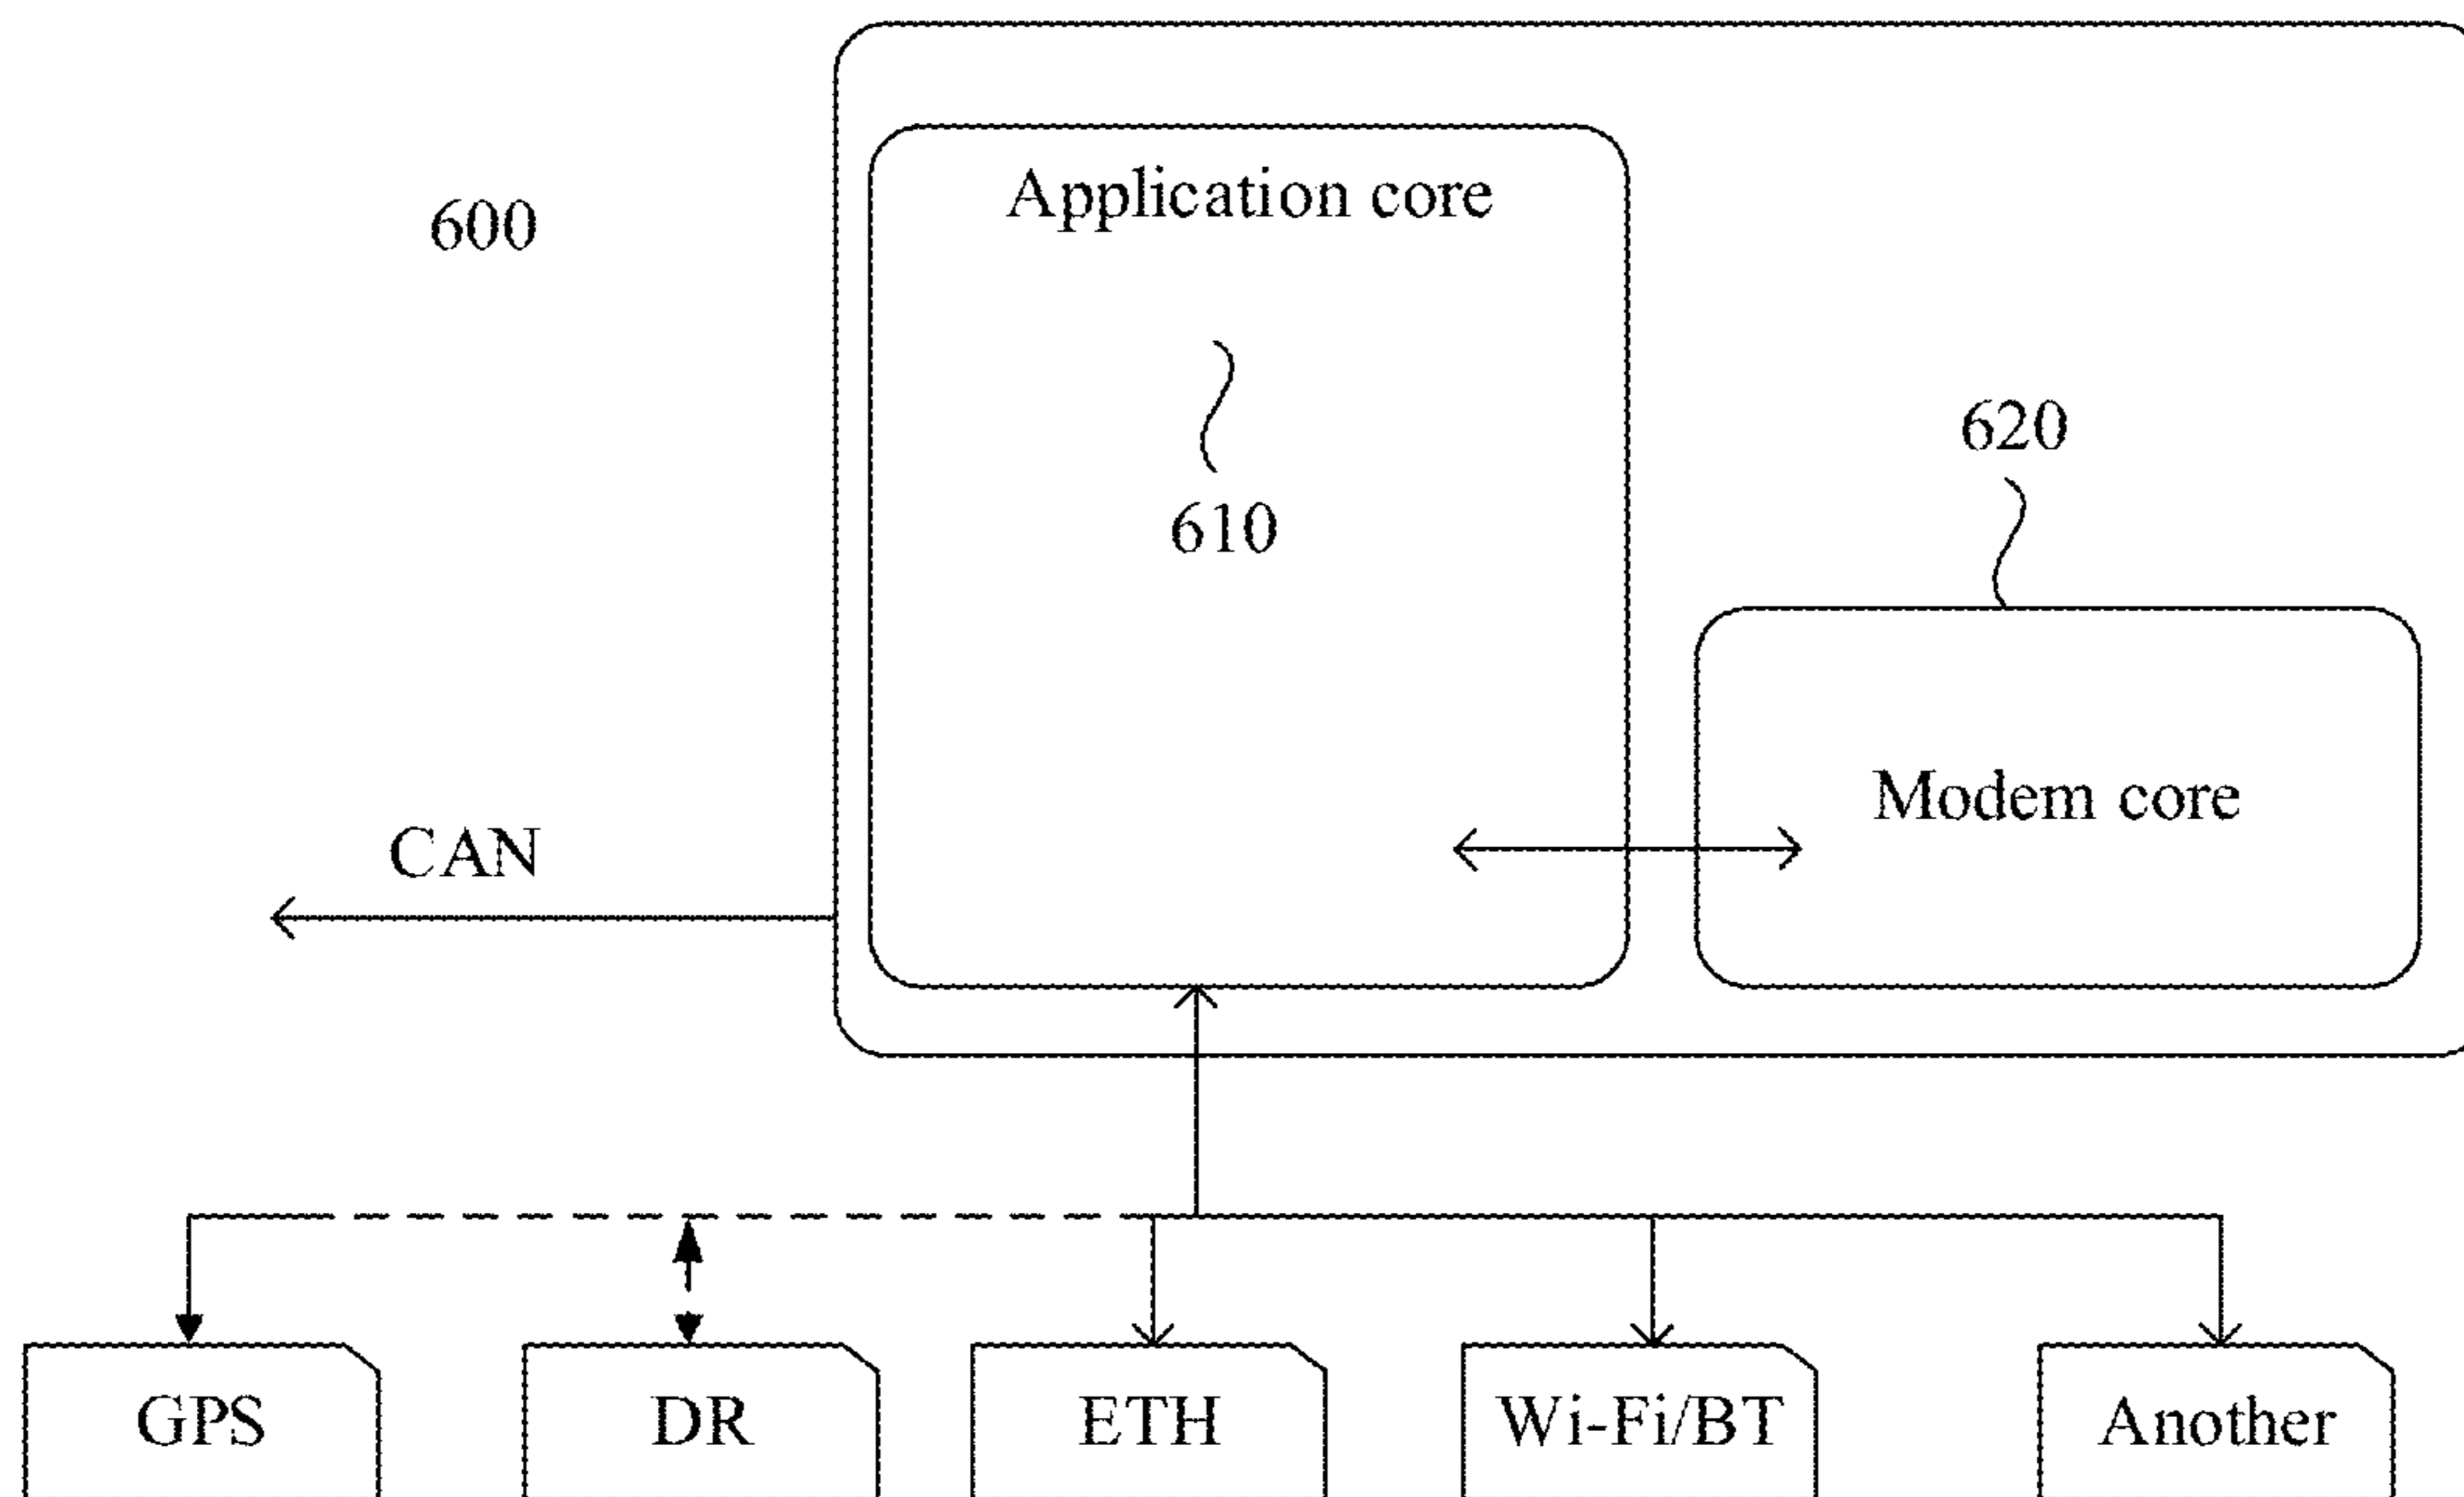 Application core
600
610
620
Modem core
CAN
GPS
DR
ETH
Wi-Fi/BT
Another